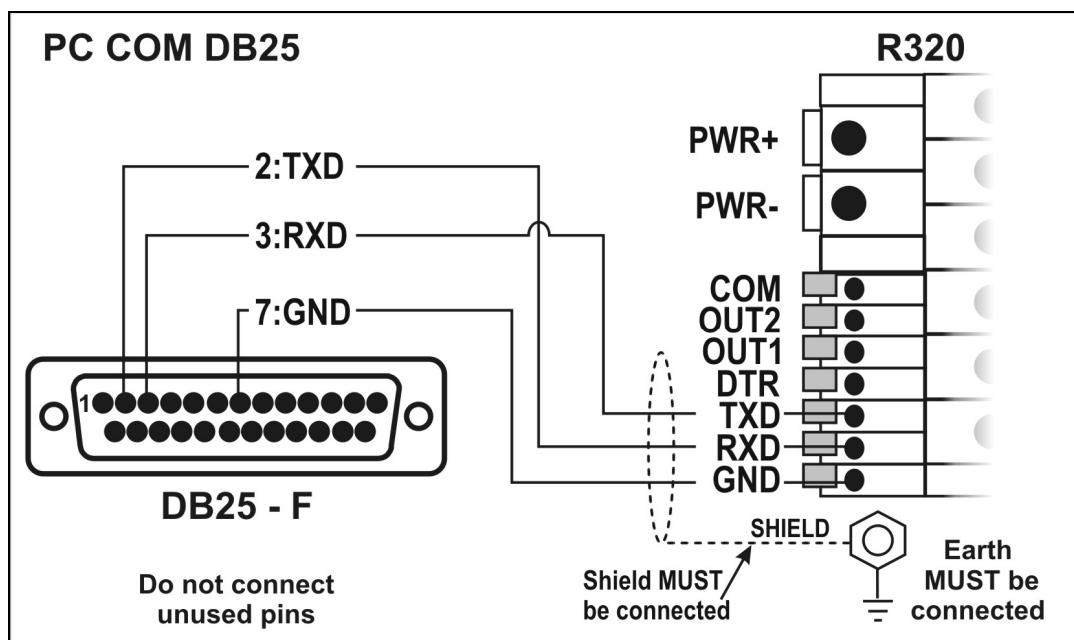 PC COM DB25
R320
PWR+
PWR-
2:TXD
3:RXD
7:GND
COM
OUT2
OUT1
DTR
TXD
RXD
GND
1
DB25 - F
SHIELD
Do not connect
unused pins
Shield MUST
be connected
Earth
MUST be
connected